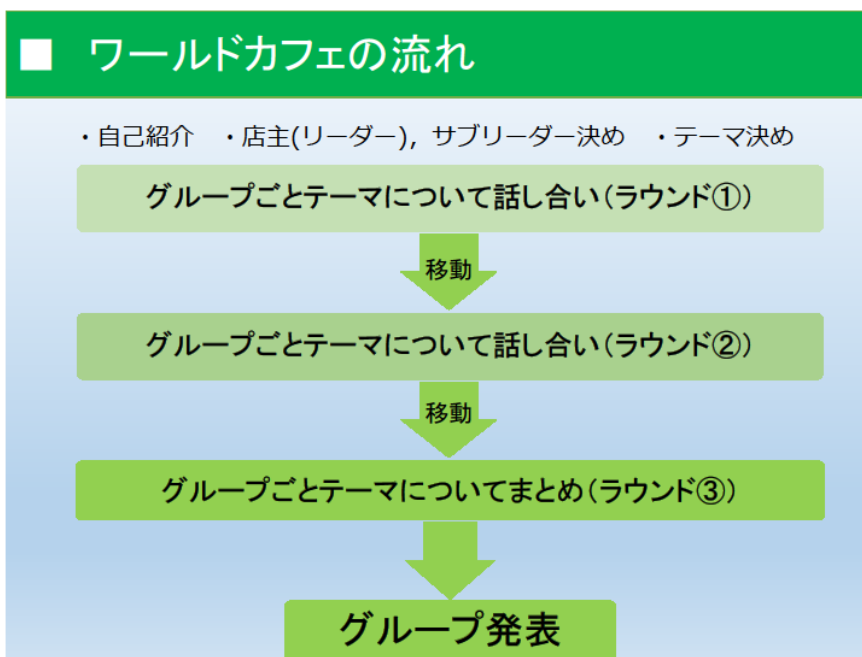 ■ ワールドカフェの流れ
・自己紹介 ・店主(リーダー), サブリーダー決め ・テーマ決め
グループごとテーマについて話し合い(ラウンド①)
移動
グループごとテーマについて話し合い(ラウンド②)
移動
グループごとテーマについてまとめ(ラウンド③)
グループ発表